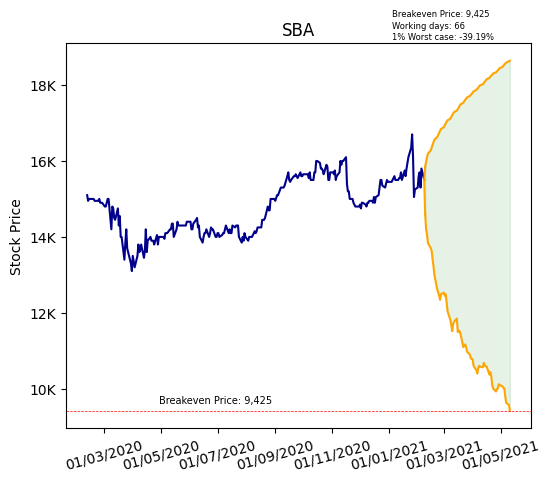 Breakeven Price: 9,425
Working days: 66
1% Worst case: -39.19%
SBA
Stock Price
18K
16K
14K
12K
10K
Breakeven Price: 9,425
01/03/2020 01/05/2020 01/07/2020 01/09/2020 01/11/2020 01/01/2021 01/03/2021 01/05/2021